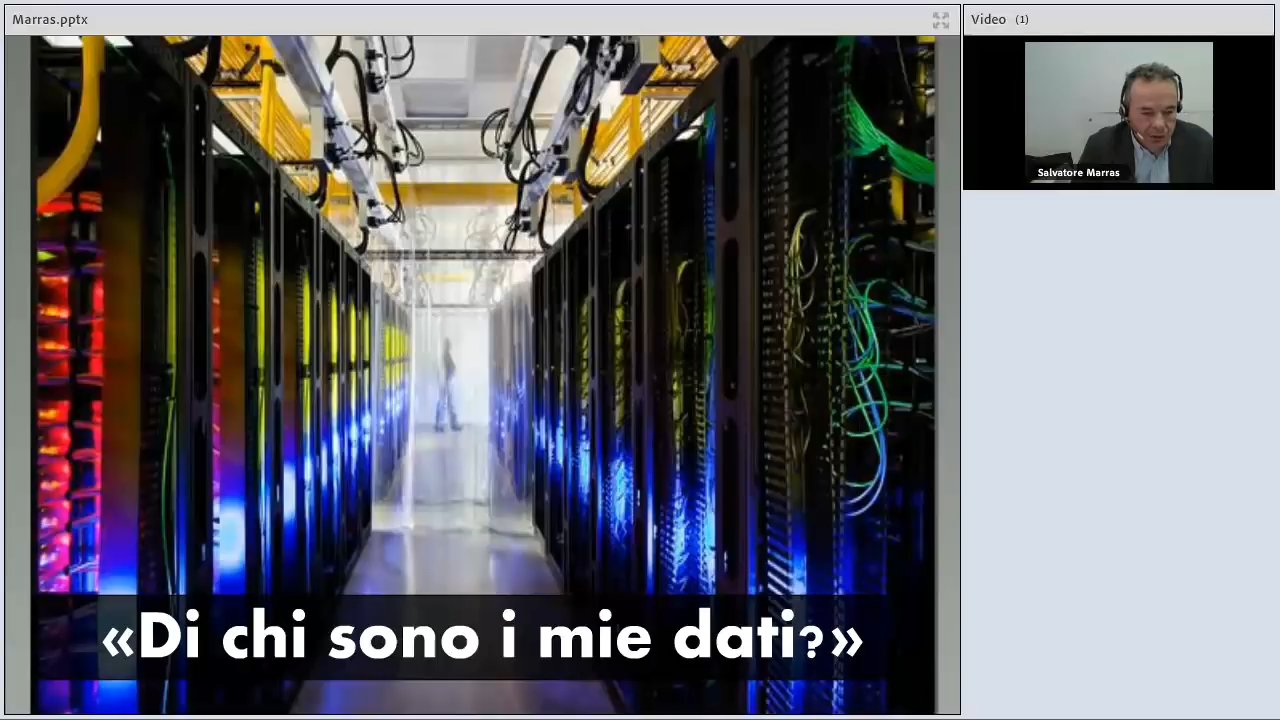 Marras.pptx
Video (1)
Salvatore Marras
«Di chi sono i mie dati?»